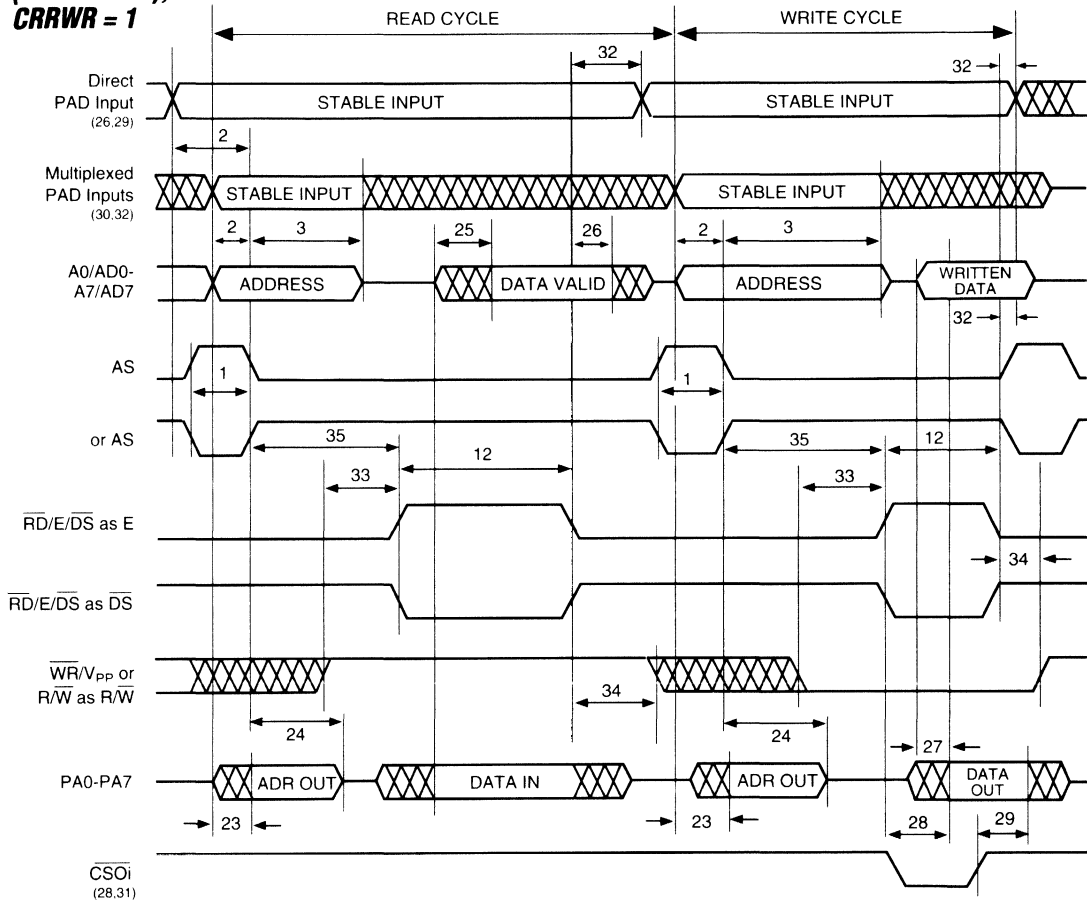 CRRWR = 1
READ CYCLE
WRITE CYCLE
32
32
Direct
PAD Input
(26,29)
STABLE INPUT
STABLE INPUT
2
Multiplexed
PAD Inputs
(30,32)
STABLE INPUT
STABLE INPUT
2
3
25
26
2
3
A0/AD0-
A7/AD7
ADDRESS
DATA VALID
ADDRESS
WRITTEN
DATA
32
AS
1
1
or AS
35
12
35
12
33
33
RD/E/DS as E
34
RD/E/DS as DS
WR/VPP or
R/W as R/W
34
24
24
27
PA0-PA7
ADR OUT
DATA IN
ADR OUT
DATA
OUT
23
23
28
29
CSOi
(28,31)